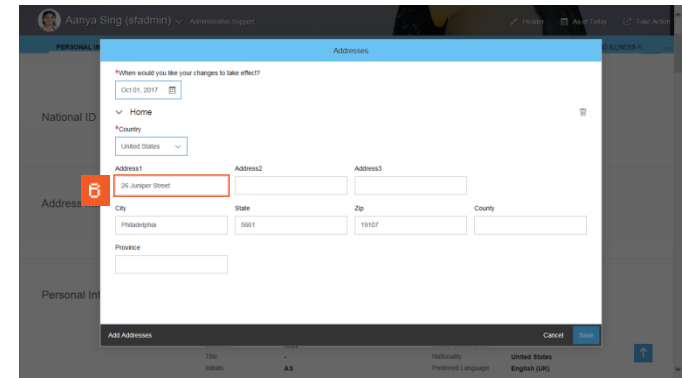 Aanya Sing (sfadmin) Administrative Support Header As of Today Take Action
PERSONAL IN D ILLNESS R
Addresses
*When would you like your changes to take effect?
Oct 01, 2017
National ID
Home
*Country
United States
Address1 Address2 Address3
26 Juniper Street
6
Address
City State Zip County
Philadelphia 5661 19107
Province
Personal Inf
Add Addresses Cancel Save
Title - Nationality United States
Initials A S Preferred Language English (UK)